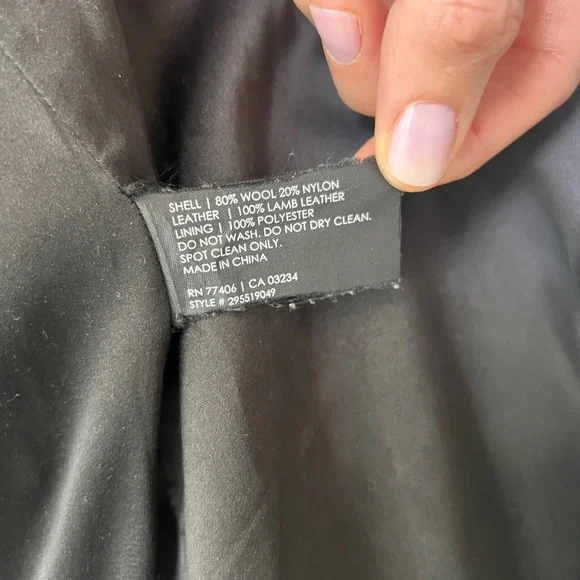 SHELL | 80% WOOL 20% NYLON
LEATHER | 100% LAMB LEATHER
LINING | 100% POLYESTER
DO NOT WASH. DO NOT DRY CLEAN.
SPOT CLEAN ONLY.
MADE IN CHINA
RN 77406 | CA 03234
STYLE # 295519049